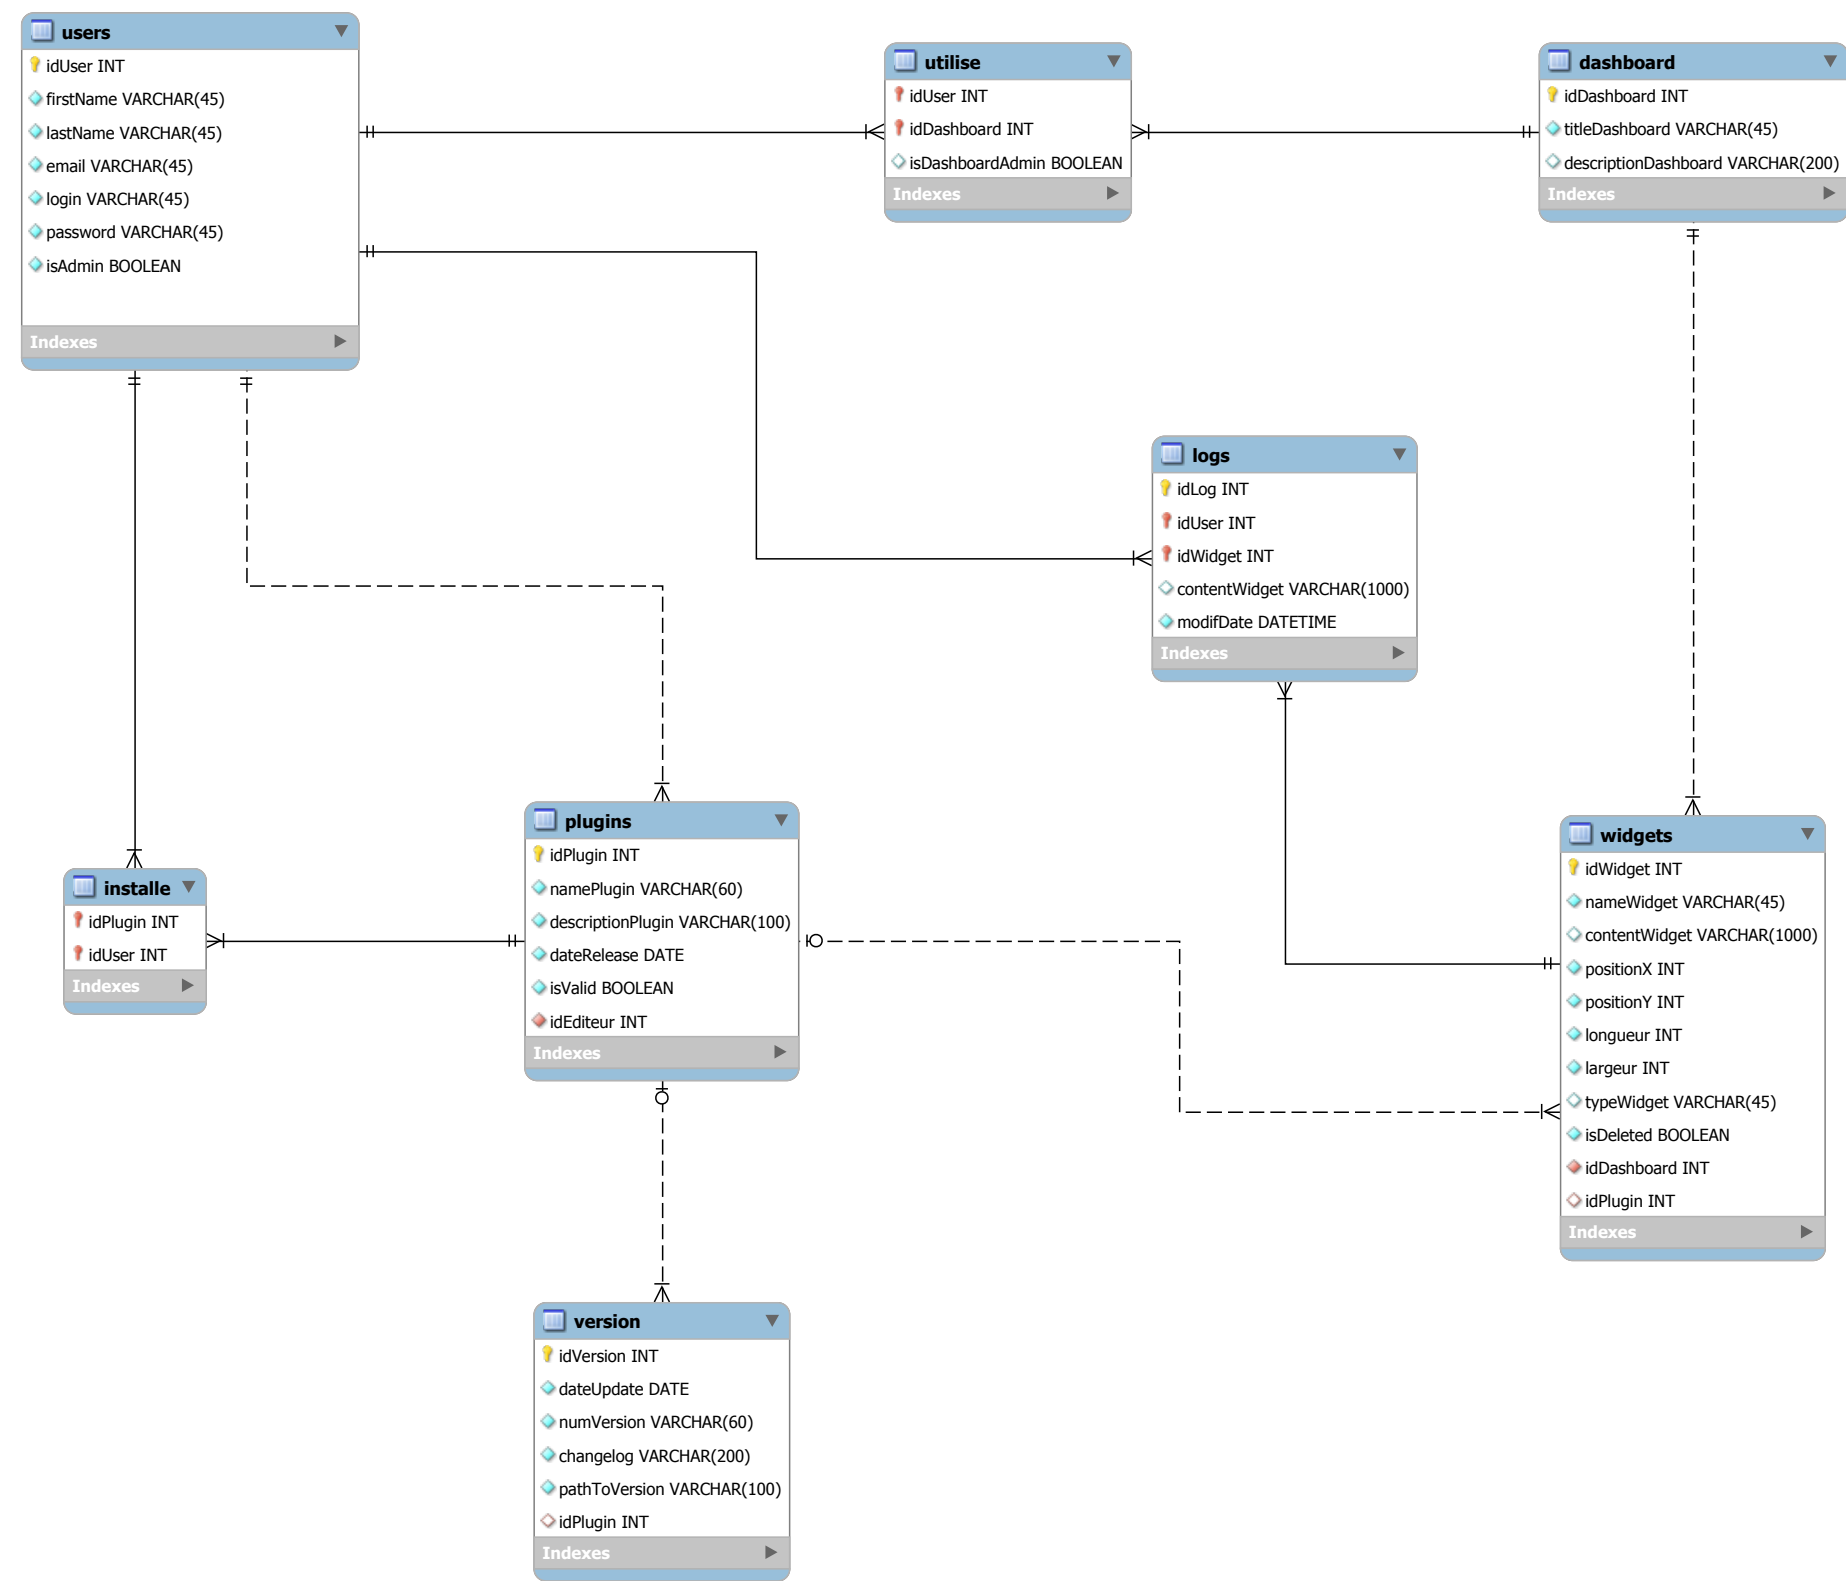 users
idUser INT
firstName VARCHAR(45)
lastName VARCHAR(45)
email VARCHAR(45)
login VARCHAR(45)
password VARCHAR(45)
isAdmin BOOLEAN
Indexes
utilise
idUser INT
idDashboard INT
isDashboardAdmin BOOLEAN
Indexes
dashboard
idDashboard INT
titleDashboard VARCHAR(45)
descriptionDashboard VARCHAR(200)
Indexes
logs
idLog INT
idUser INT
idWidget INT
contentWidget VARCHAR(1000)
modifDate DATETIME
Indexes
installe
idPlugin INT
idUser INT
Indexes
plugins
idPlugin INT
namePlugin VARCHAR(60)
descriptionPlugin VARCHAR(100)
dateRelease DATE
isValid BOOLEAN
idEditeur INT
Indexes
widgets
idWidget INT
nameWidget VARCHAR(45)
contentWidget VARCHAR(1000)
positionX INT
positionY INT
longueur INT
largeur INT
typeWidget VARCHAR(45)
isDeleted BOOLEAN
idDashboard INT
idPlugin INT
Indexes
version
idVersion INT
dateUpdate DATE
numVersion VARCHAR(60)
changelog VARCHAR(200)
pathToVersion VARCHAR(100)
idPlugin INT
Indexes